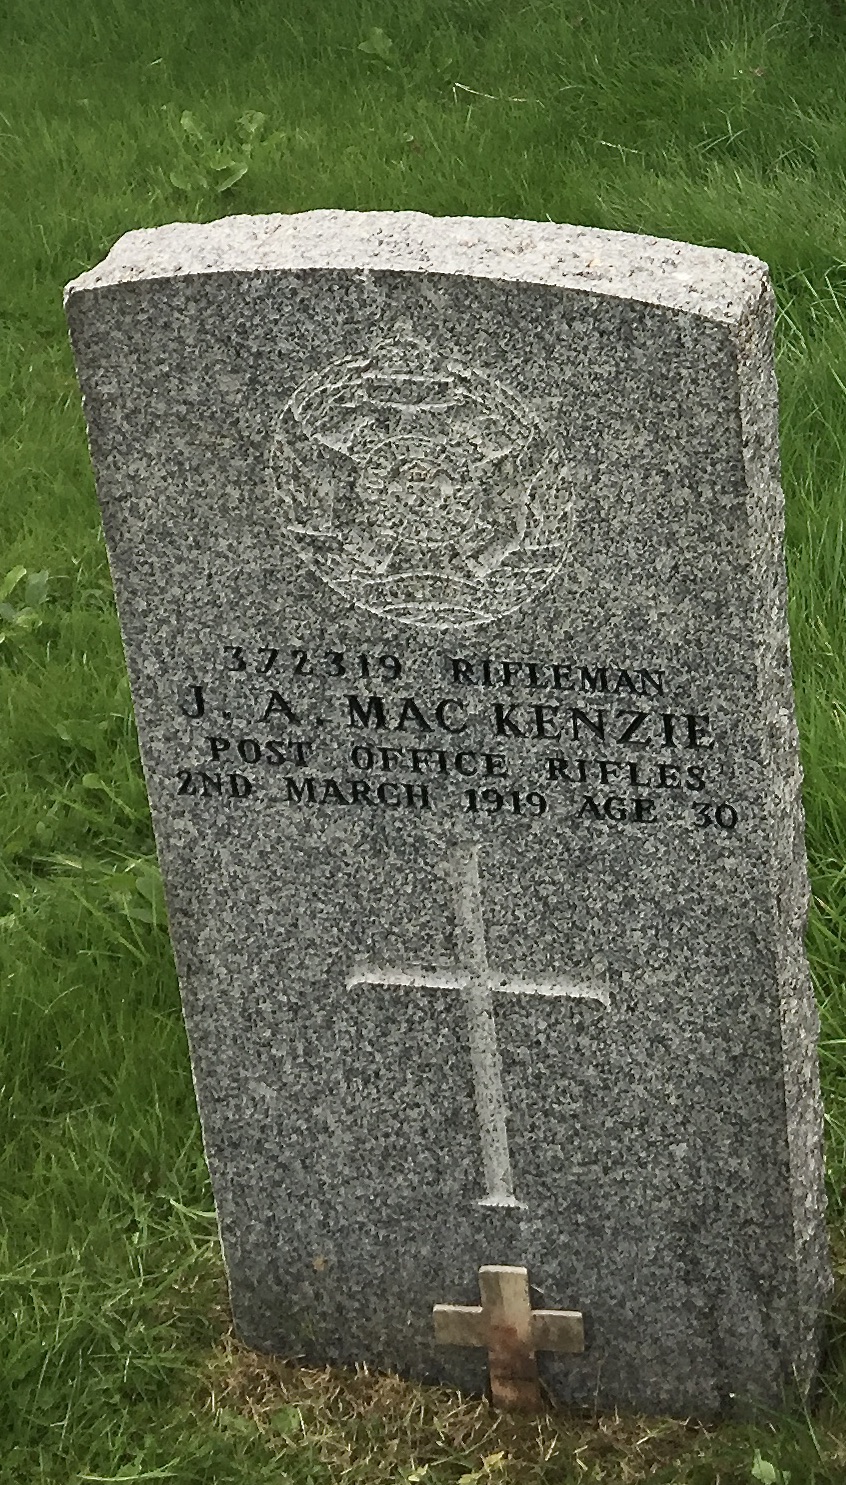 372319 RIFLEMAN
J. A. MAC KENZIE
POST OFFICE RIFLES
2ND MARCH 1919 AGE 30